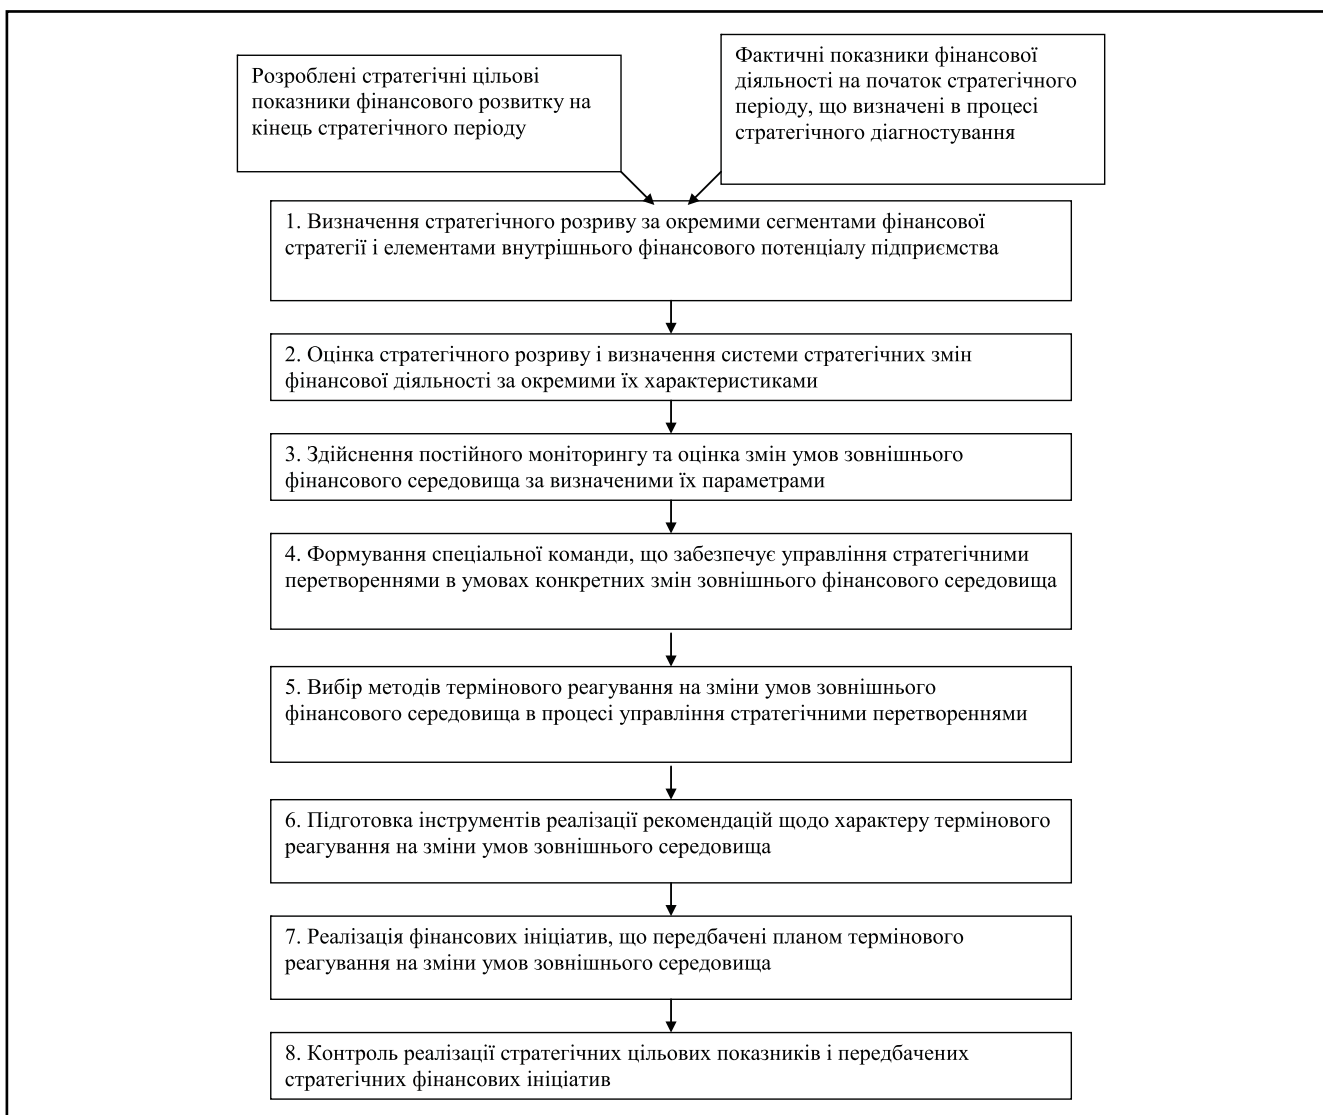 Розроблені стратегічні цільові
показники фінансового розвитку на
кінець стратегічного періоду
Фактичні показники фінансової
діяльності на початок стратегічного
періоду, що визначені в процесі
стратегічного діагностування
1. Визначення стратегічного розриву за окремими сегментами фінансової
стратегії і елементами внутрішнього фінансового потенціалу підприємства
2. Оцінка стратегічного розриву і визначення системи стратегічних змін
фінансової діяльності за окремими їх характеристиками
3. Здійснення постійного моніторингу та оцінка змін умов зовнішнього
фінансового середовища за визначеними їх параметрами
4. Формування спеціальної команди, що забезпечує управління стратегічними
перетвореннями в умовах конкретних змін зовнішнього фінансового середовища
5. Вибір методів термінового реагування на зміни умов зовнішнього
фінансового середовища в процесі управління стратегічними перетвореннями
6. Підготовка інструментів реалізації рекомендацій щодо характеру термінового
реагування на зміни умов зовнішнього середовища
7. Реалізація фінансових ініціатив, що передбачені планом термінового
реагування на зміни умов зовнішнього середовища
8. Контроль реалізації стратегічних цільових показників і передбачених
стратегічних фінансових ініціатив